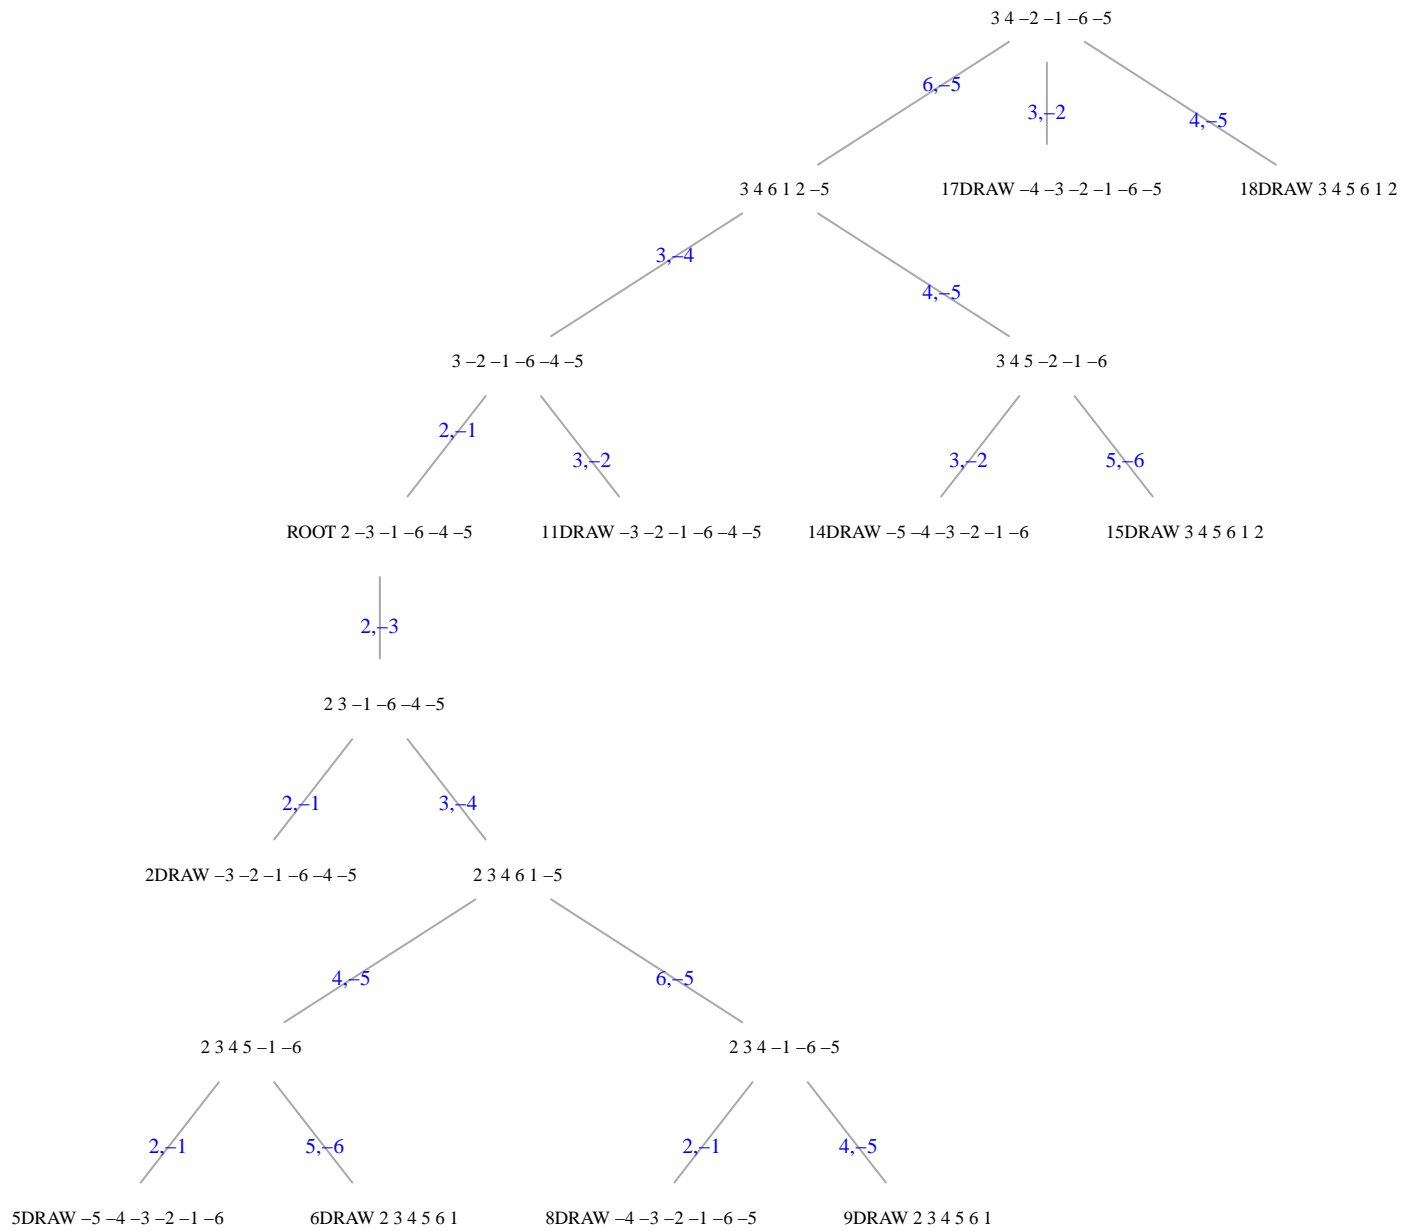 3 4 –2 –1 –6 –5
6,–5
3,–2
4,–5
3 4 6 1 2 –5
17DRAW –4 –3 –2 –1 –6 –5
18DRAW 3 4 5 6 1 2
3,–4
4,–5
3 –2 –1 –6 –4 –5
3 4 5 –2 –1 –6
2,–1
3,–2
3,–2
5,–6
ROOT 2 –3 –1 –6 –4 –5
11DRAW –3 –2 –1 –6 –4 –5
14DRAW –5 –4 –3 –2 –1 –6
15DRAW 3 4 5 6 1 2
2,–3
2 3 –1 –6 –4 –5
2,–1
3,–4
2DRAW –3 –2 –1 –6 –4 –5
2 3 4 6 1 –5
4,–5
6,–5
2 3 4 5 –1 –6
2 3 4 –1 –6 –5
2,–1
5,–6
2,–1
4,–5
5DRAW –5 –4 –3 –2 –1 –6
6DRAW 2 3 4 5 6 1
8DRAW –4 –3 –2 –1 –6 –5
9DRAW 2 3 4 5 6 1